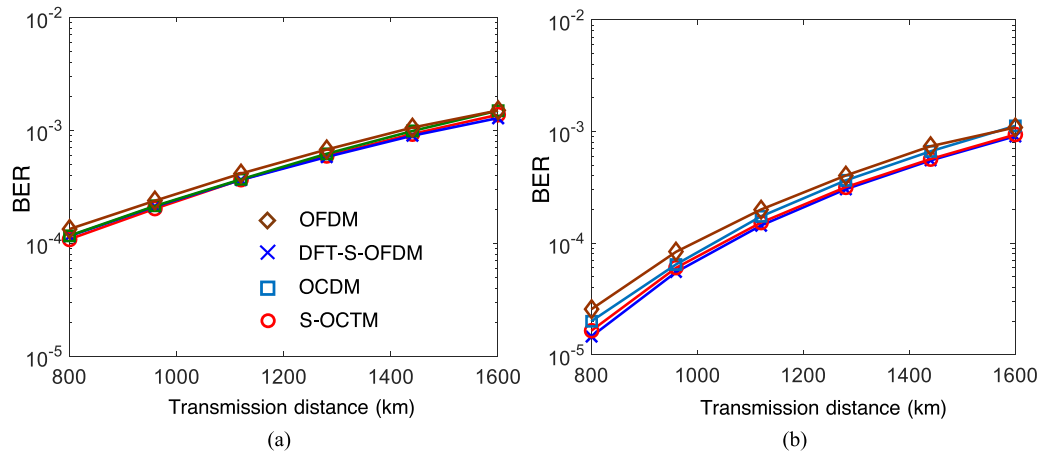 10^-2
10^-3
10^-4
10^-5
BER
OFDM
DFT-S-OFDM
OCDM
S-OCTM
800 1000 1200 1400 1600
Transmission distance (km)
(a)
10^-2
10^-3
10^-4
10^-5
BER
800 1000 1200 1400 1600
Transmission distance (km)
(b)